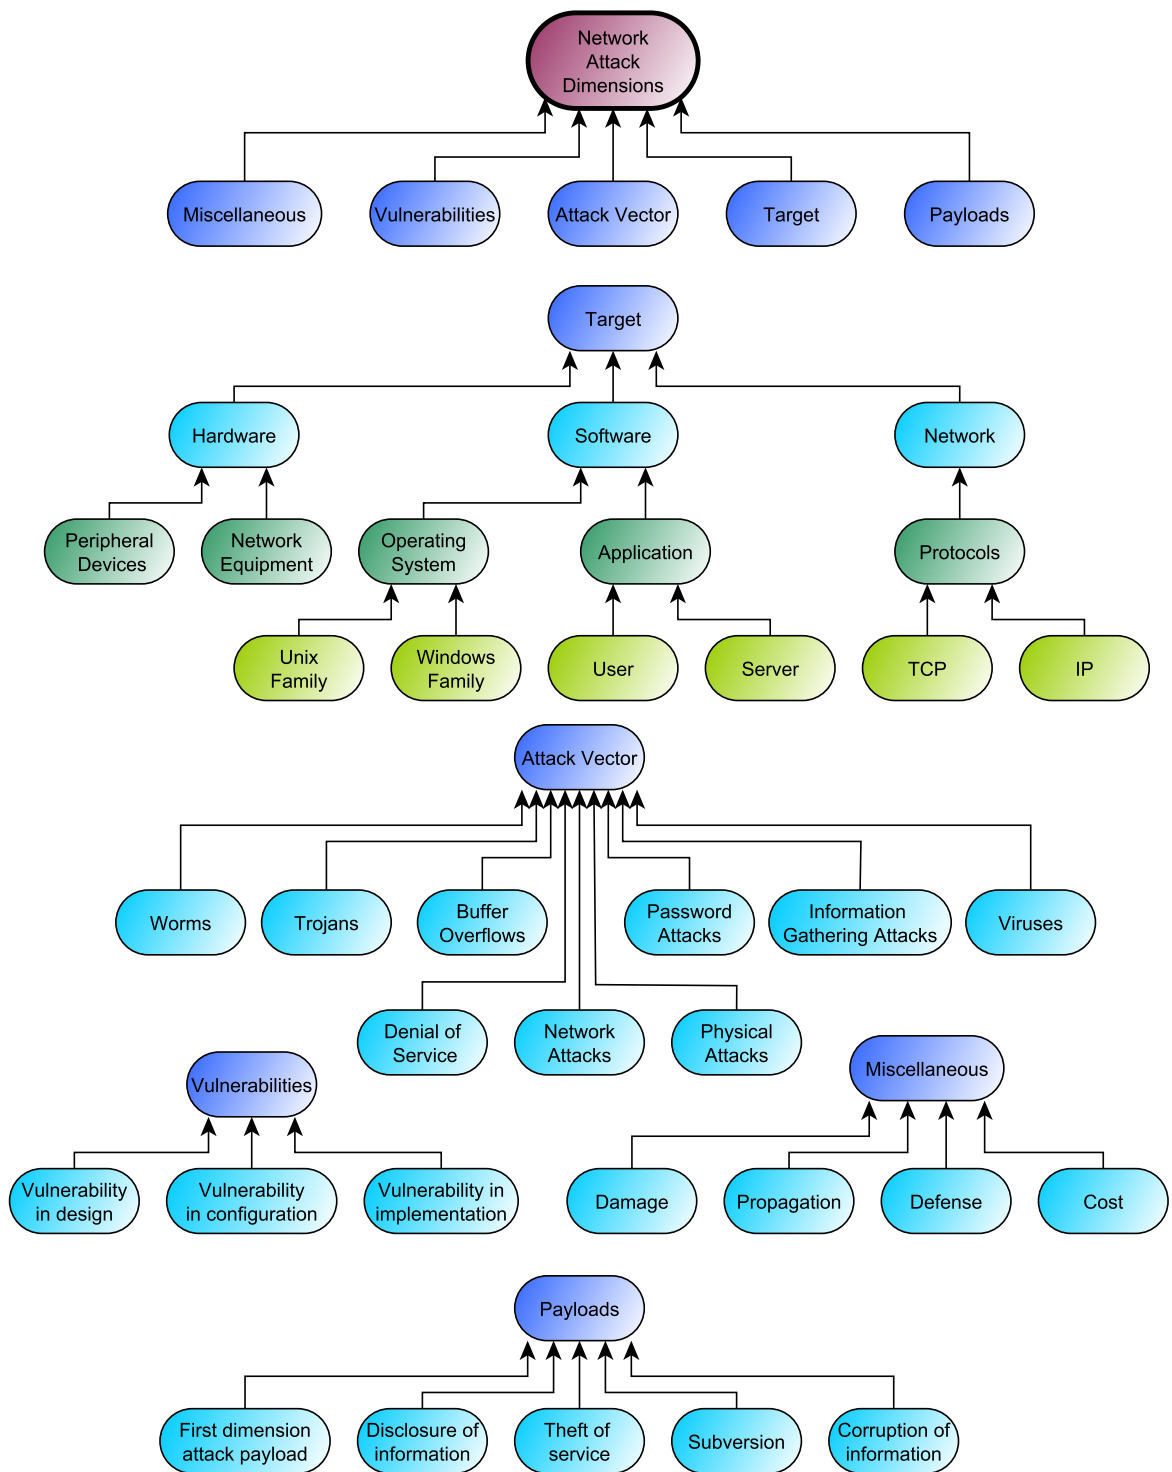 Network
Attack
Dimensions
Miscellaneous
Vulnerabilities
Attack Vector
Target
Payloads
Target
Hardware
Software
Network
Peripheral
Devices
Network
Equipment
Operating
System
Application
Protocols
Unix
Family
Windows
Family
User
Server
TCP
IP
Attack Vector
Worms
Trojans
Buffer
Overflows
Password
Attacks
Information
Gathering Attacks
Viruses
Denial of
Service
Network
Attacks
Physical
Attacks
Vulnerabilities
Miscellaneous
Vulnerability
in design
Vulnerability
in configuration
Vulnerability in
implementation
Damage
Propagation
Defense
Cost
Payloads
First dimension
attack payload
Disclosure of
information
Theft of
service
Subversion
Corruption of
information